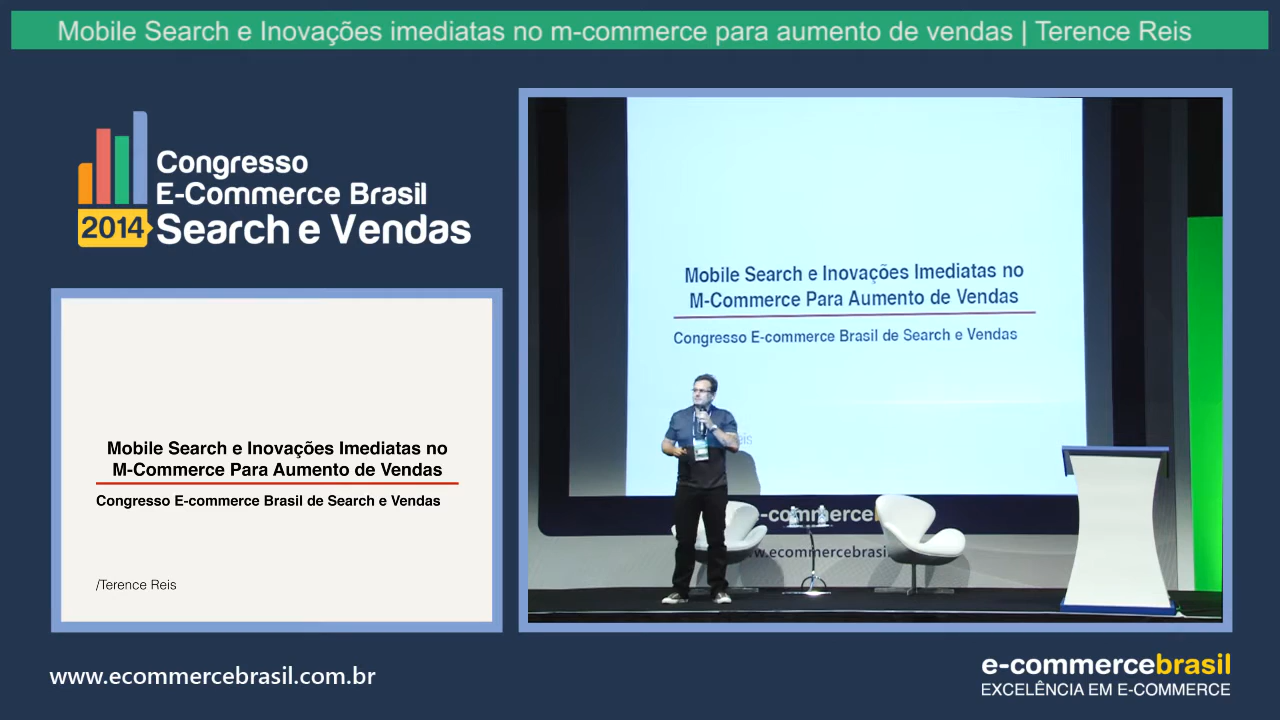 Mobile Search e Inovações imediatas no m-commerce para aumento de vendas | Terence Reis
Congresso
E-Commerce Brasil
2014 Search e Vendas
Mobile Search e Inovações Imediatas no
M-Commerce Para Aumento de Vendas
Congresso E-commerce Brasil de Search e Vendas
/Terence Reis
Mobile Search e Inovações Imediatas no
M-Commerce Para Aumento de Vendas
Congresso E-commerce Brasil de Search e Vendas
eis
e-commerce
w.ecommercebrasi
www.ecommercebrasil.com.br
e-commercebrasil
EXCELÊNCIA EM E-COMMERCE